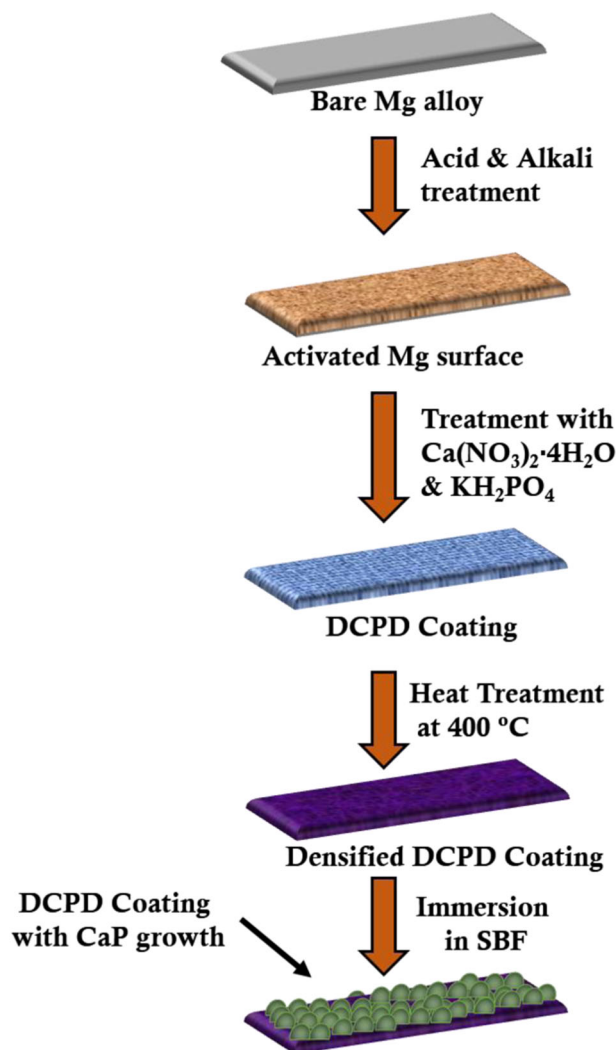 Bare Mg alloy
Acid & Alkali
treatment
Activated Mg surface
Treatment with
Ca(NO₃)₂·4H₂O
& KH₂PO₄
DCPD Coating
Heat Treatment
at 400 ºC
Densified DCPD Coating
Immersion
in SBF
DCPD Coating
with CaP growth